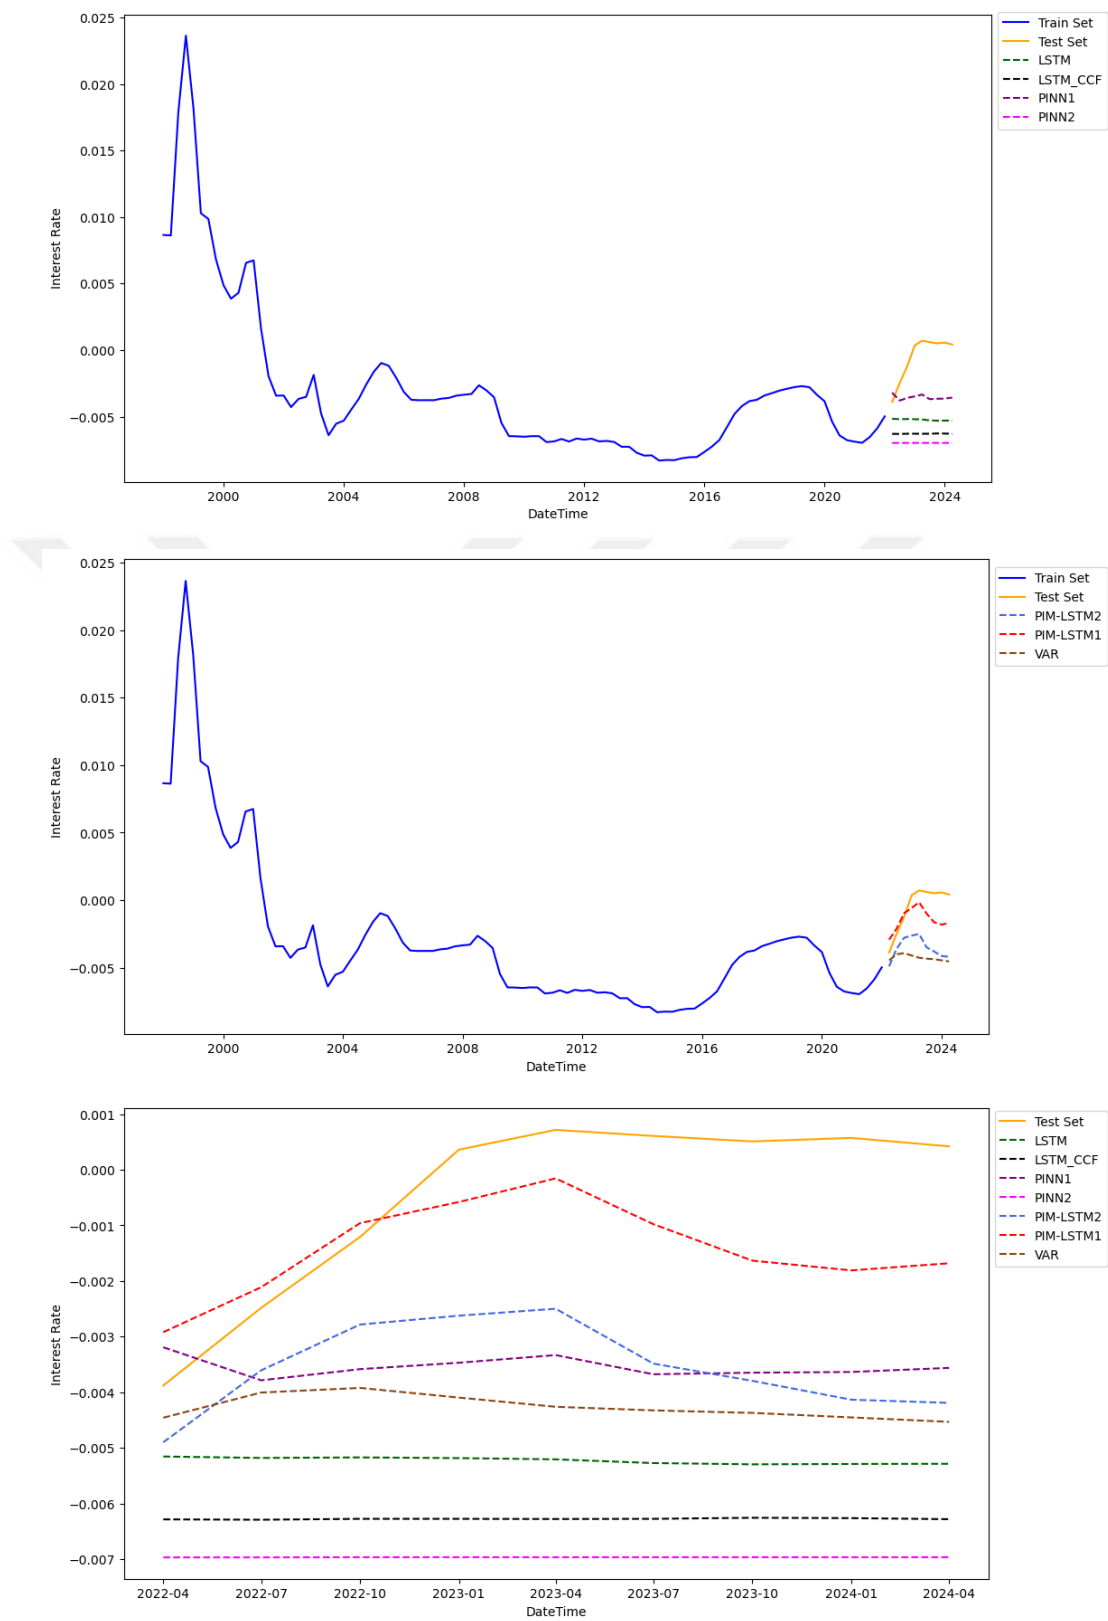 0.025
0.020
0.015
0.010
0.005
0.000
−0.005
Interest Rate
2000 2004 2008 2012 2016 2020 2024
DateTime
Train Set
Test Set
LSTM
LSTM_CCF
PINN1
PINN2
0.025
0.020
0.015
0.010
0.005
0.000
−0.005
Interest Rate
2000 2004 2008 2012 2016 2020 2024
DateTime
Train Set
Test Set
PIM-LSTM2
PIM-LSTM1
VAR
0.001
0.000
−0.001
−0.002
−0.003
−0.004
−0.005
−0.006
−0.007
Interest Rate
2022-04 2022-07 2022-10 2023-01 2023-04 2023-07 2023-10 2024-01 2024-04
DateTime
Test Set
LSTM
LSTM_CCF
PINN1
PINN2
PIM-LSTM2
PIM-LSTM1
VAR